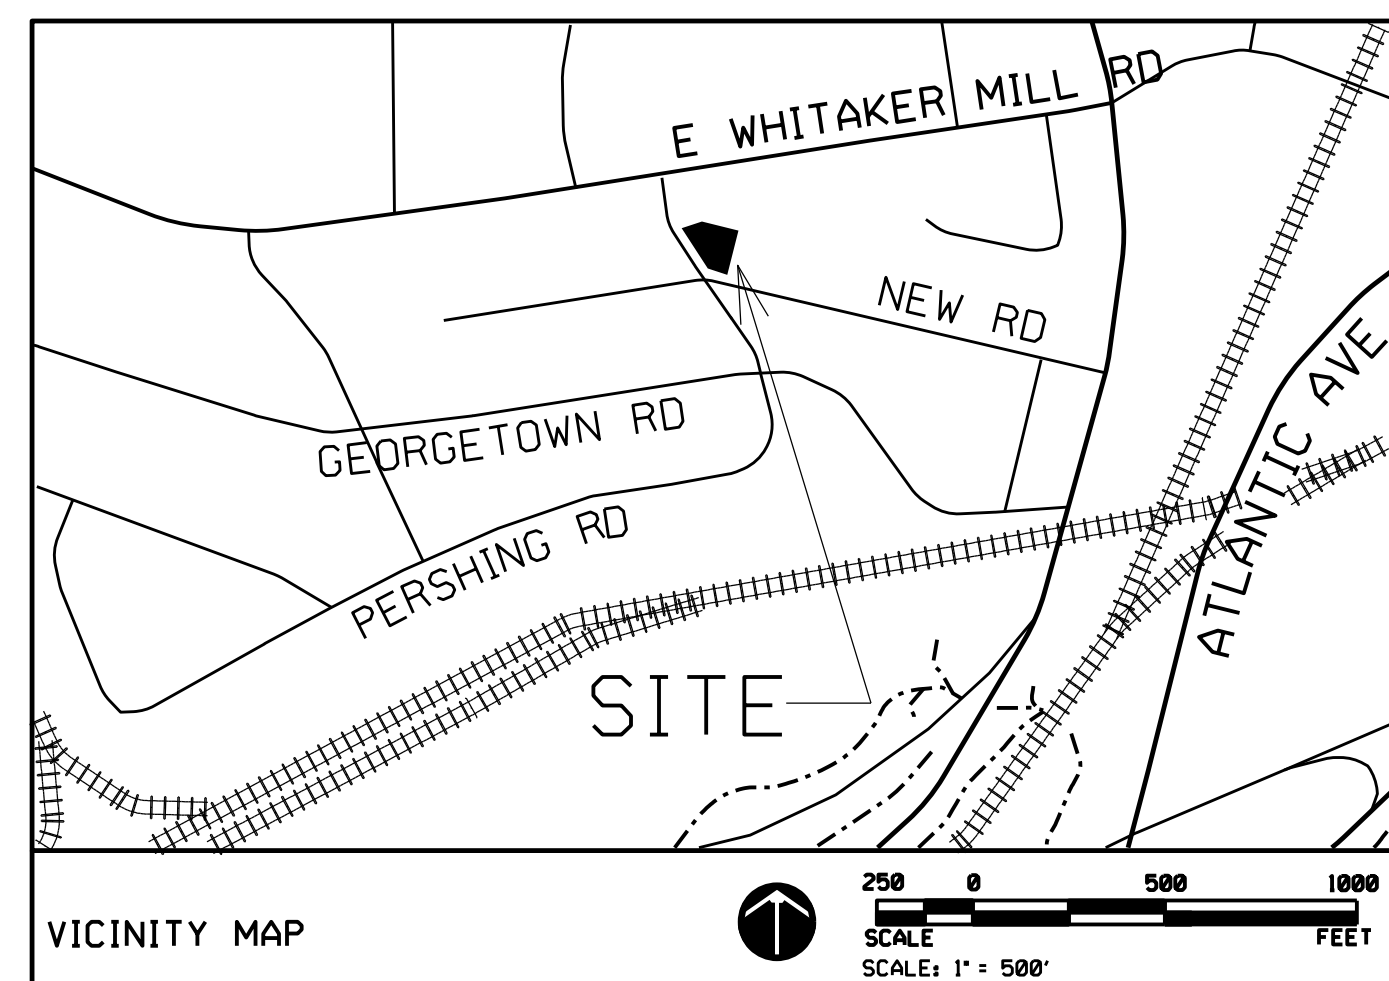 E WHITAKER MILL RD
NEW RD
ATLANTIC AVE
GEORGETOWN RD
PERSHING RD
SITE
250 0 500 1000
SCALE FEET
VICINITY MAP
SCALE: 1" = 500'